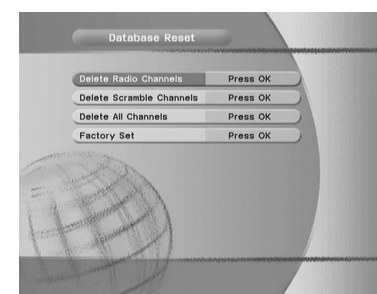 Database Reset
Delete Radio Channels Press OK
Delete Scramble Channels Press OK
Delete All Channels Press OK
Factory Set Press OK